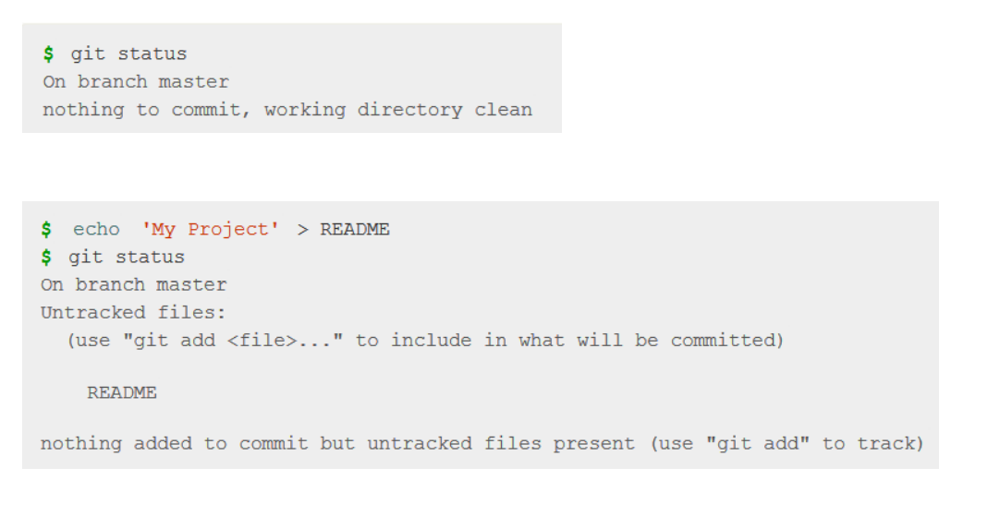 $ git status
On branch master
nothing to commit, working directory clean
$ echo 'My Project' > README
$ git status
On branch master
Untracked files:
(use "git add <file>..." to include in what will be committed)
README
nothing added to commit but untracked files present (use "git add" to track)